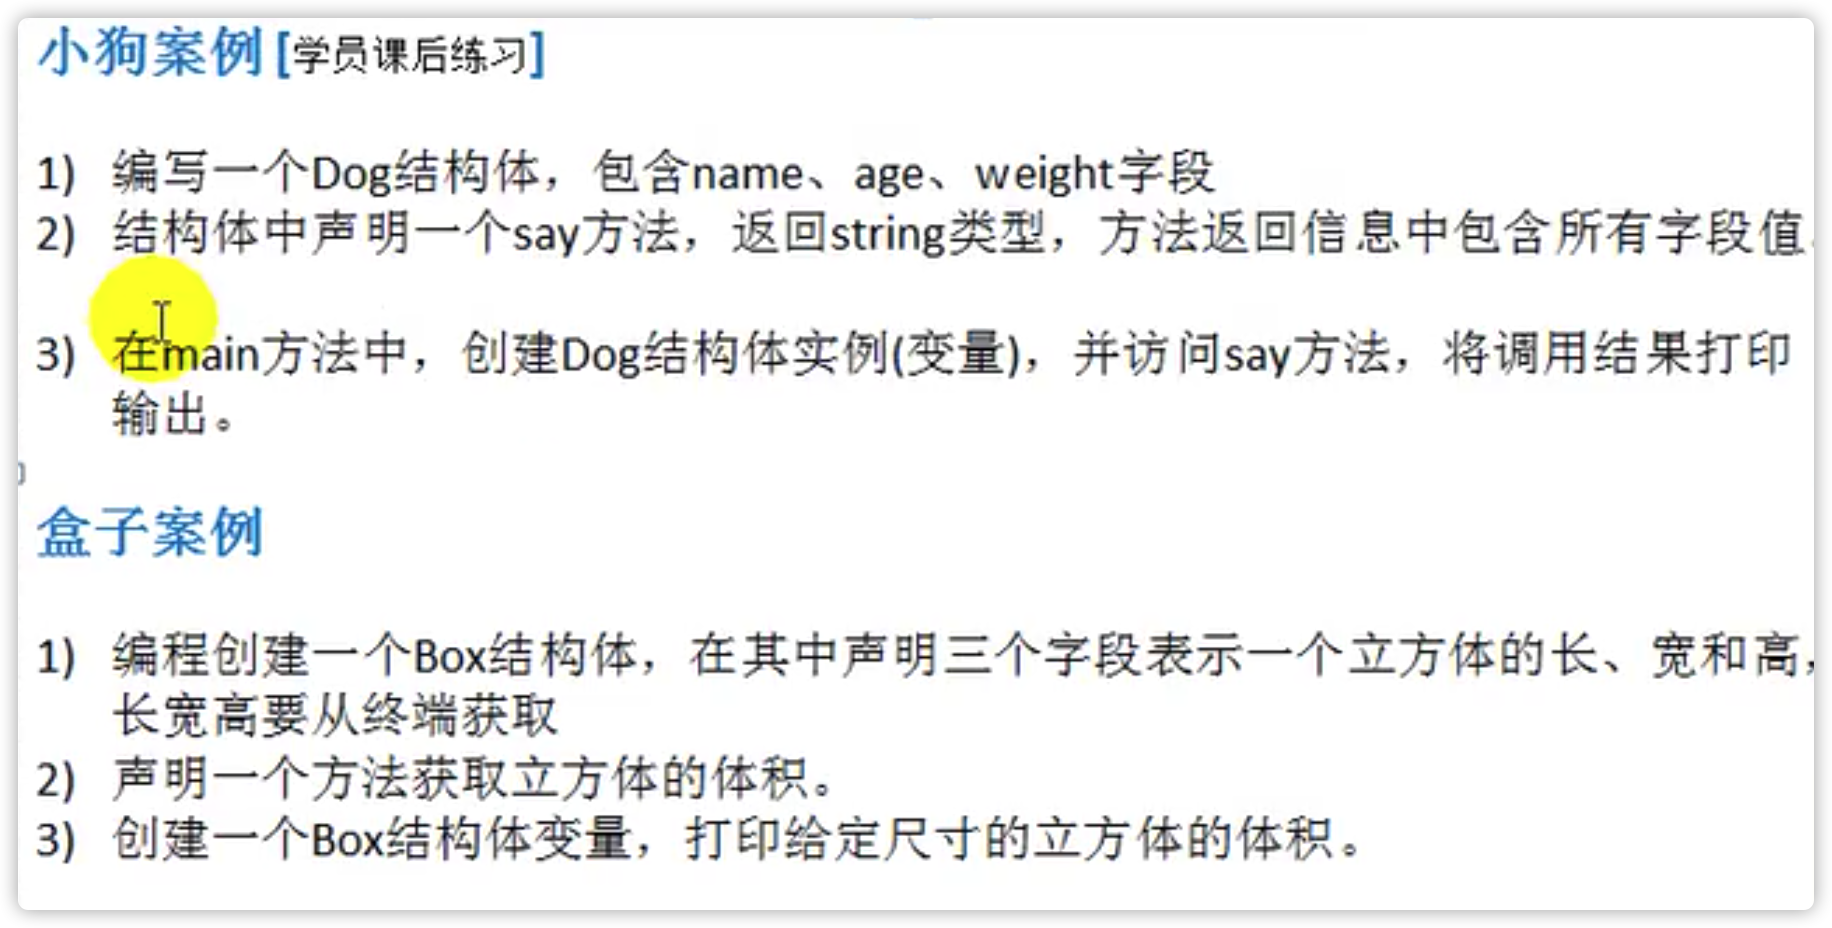 小狗案例 [学员课后练习]
1) 编写一个Dog结构体，包含name、age、weight字段
2) 结构体中声明一个say方法，返回string类型，方法返回信息中包含所有字段值.
3) 在main方法中，创建Dog结构体实例(变量)，并访问say方法，将调用结果打印
输出。
盒子案例
1) 编程创建一个Box结构体，在其中声明三个字段表示一个立方体的长、宽和高，
长宽高要从终端获取
2) 声明一个方法获取立方体的体积。
3) 创建一个Box结构体变量，打印给定尺寸的立方体的体积。